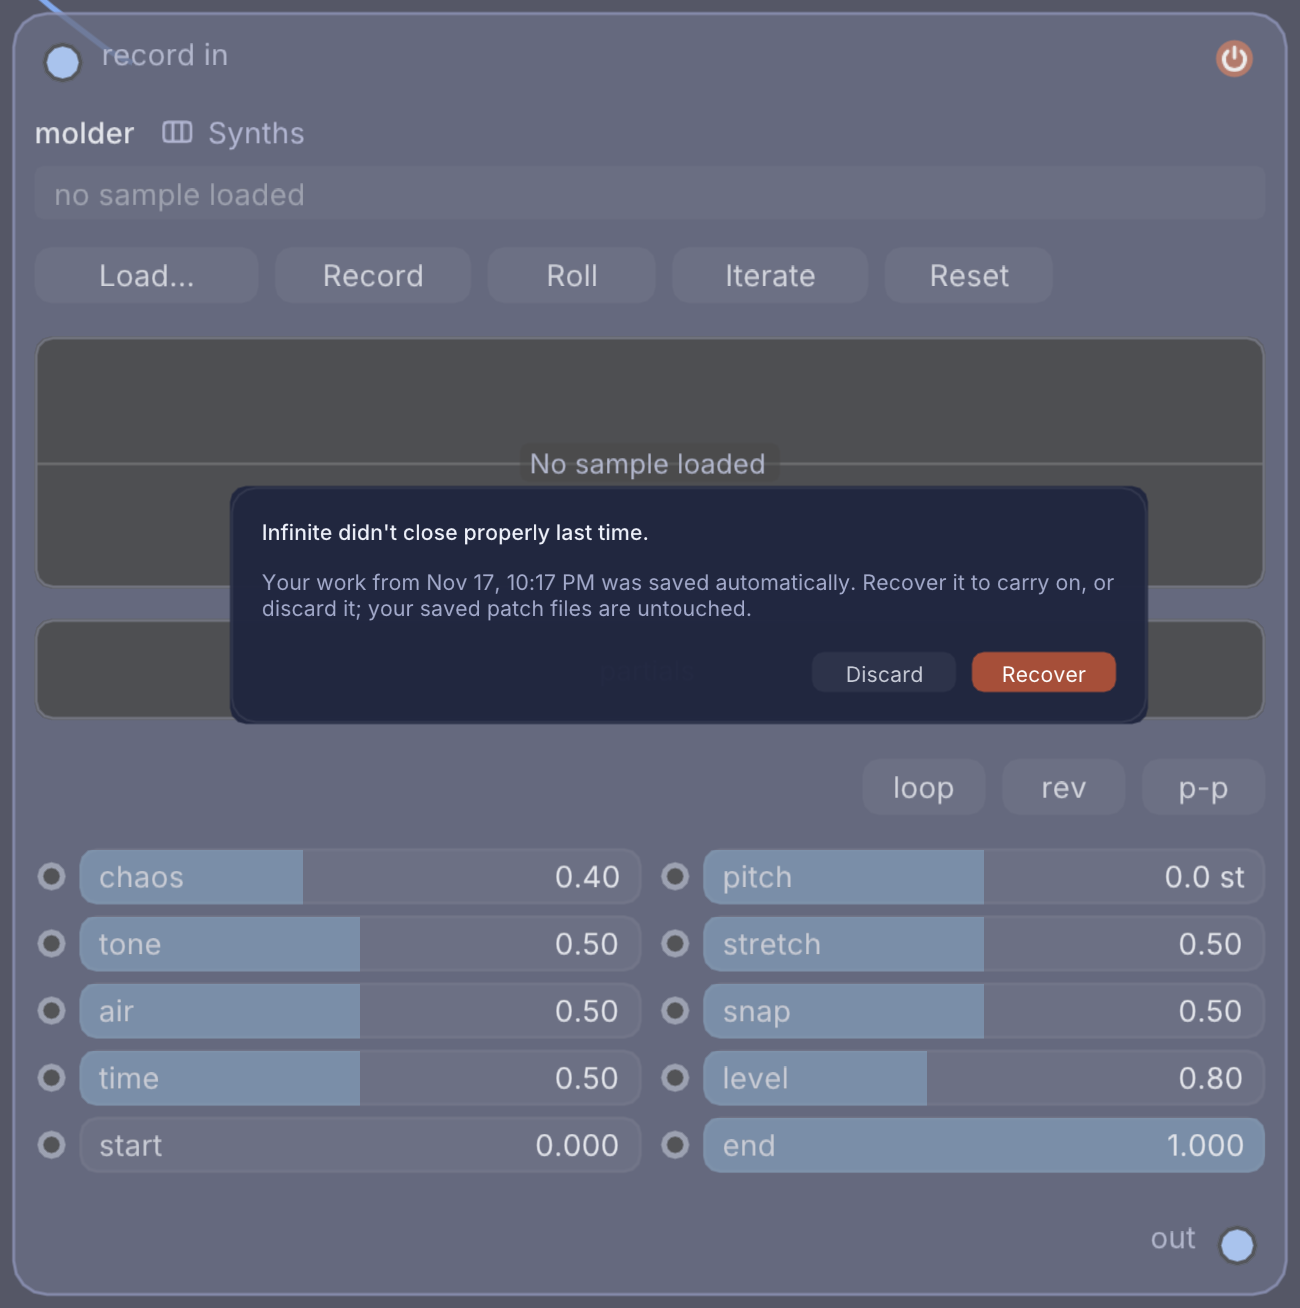 record in
molder Synths
no sample loaded
Load... Record Roll Iterate Reset
No sample loaded
Infinite didn't close properly last time.
Your work from Nov 17, 10:17 PM was saved automatically. Recover it to carry on, or
discard it; your saved patch files are untouched.
Discard Recover
loop rev p-p
chaos 0.40 pitch 0.0 st
tone 0.50 stretch 0.50
air 0.50 snap 0.50
time 0.50 level 0.80
start 0.000 end 1.000
out